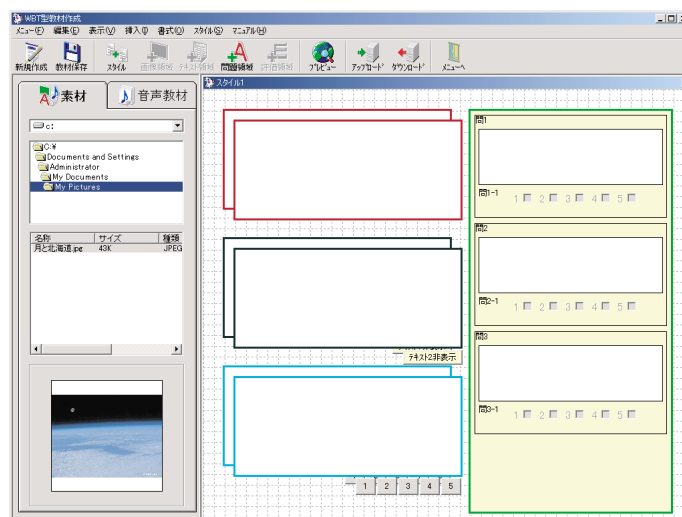 WBT型教材作成
ﾒﾆｭｰ(F) 編集(E) 表示(V) 挿入(I) 書式(O) ｽﾀｲﾙ(S) ﾏﾆｭｱﾙ(H)
新規作成 教材保存 ｽﾀｲﾙ 画像領域 ﾃｷｽﾄ領域 問題領域 評価領域 ﾌﾟﾚﾋﾞｭｰ ｱｯﾌﾟﾛｰﾄﾞ ﾀﾞｳﾝﾛｰﾄﾞ ﾒﾆｭｰへ
素材 音声教材
c:
C:¥
Documents and Settings
Administrator
My Documents
My Pictures
名称 サイズ 種類
月と北海道.jpg 43K JPEG
スタイル1
ﾃｷｽﾄ2非表示
1 2 3 4 5
問1
問1-1 1 2 3 4 5
問2
問2-1 1 2 3 4 5
問3
問3-1 1 2 3 4 5